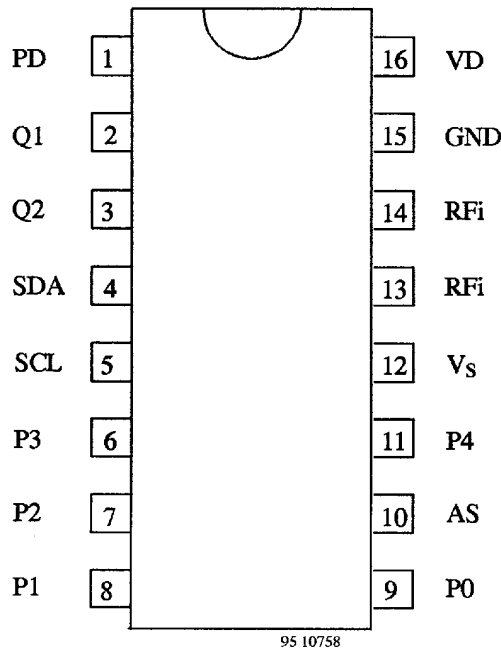 PD 1 16 VD
Q1 2 15 GND
Q2 3 14 RFi
SDA 4 13 RFi
SCL 5 12 VS
P3 6 11 P4
P2 7 10 AS
P1 8 9 P0
95 10758